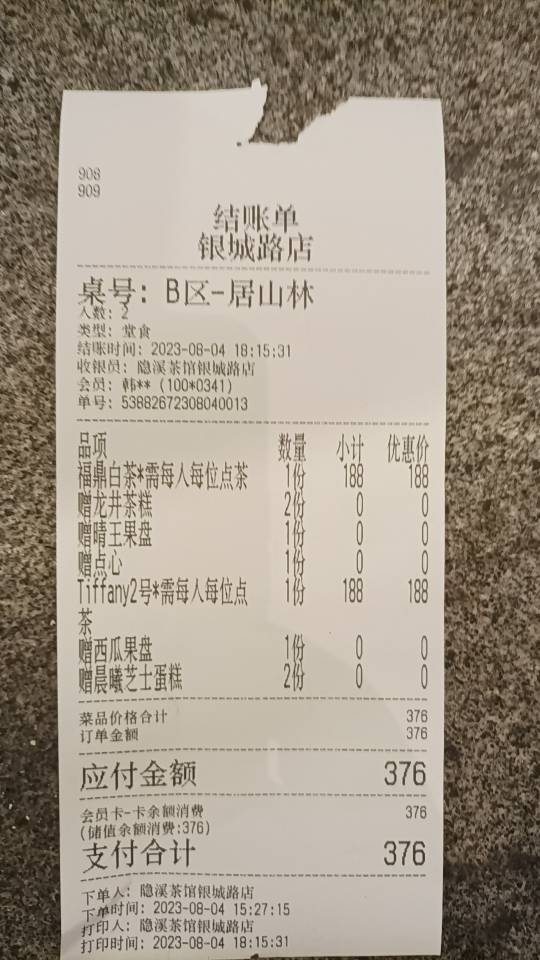 908
909
结账单
银城路店
桌号: B区-居山林
人数: 2
类型: 堂食
结账时间: 2023-08-04 18:15:31
收银员: 隐溪茶馆银城路店
会员: 韩** (100*0341)
单号: 53882672308040013
品项 数量 小计 优惠价
福鼎白茶*需每人每位点茶 1份 188 188
赠龙井茶糕 2份 0 0
赠晴王果盘 1份 0 0
赠点心 1份 0 0
Tiffany2号*需每人每位点 1份 188 188
茶
赠西瓜果盘 1份 0 0
赠晨曦芝士蛋糕 2份 0 0
菜品价格合计 376
订单金额 376
应付金额 376
会员卡-卡余额消费 376
(储值余额消费:376)
支付合计 376
下单人: 隐溪茶馆银城路店
下单时间: 2023-08-04 15:27:15
打印人: 隐溪茶馆银城路店
打印时间: 2023-08-04 18:15:31